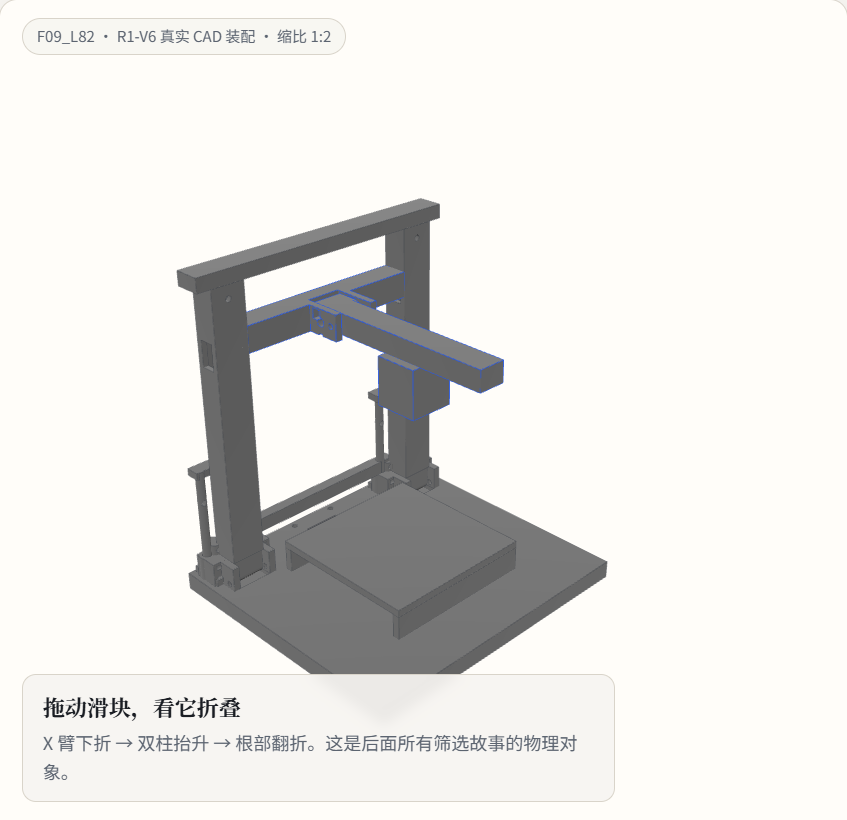 F09_L82 · R1-V6 真实 CAD 装配 · 缩比 1:2
拖动滑块，看它折叠
X 臂下折 → 双柱抬升 → 根部翻折。这是后面所有筛选故事的物理对
象。